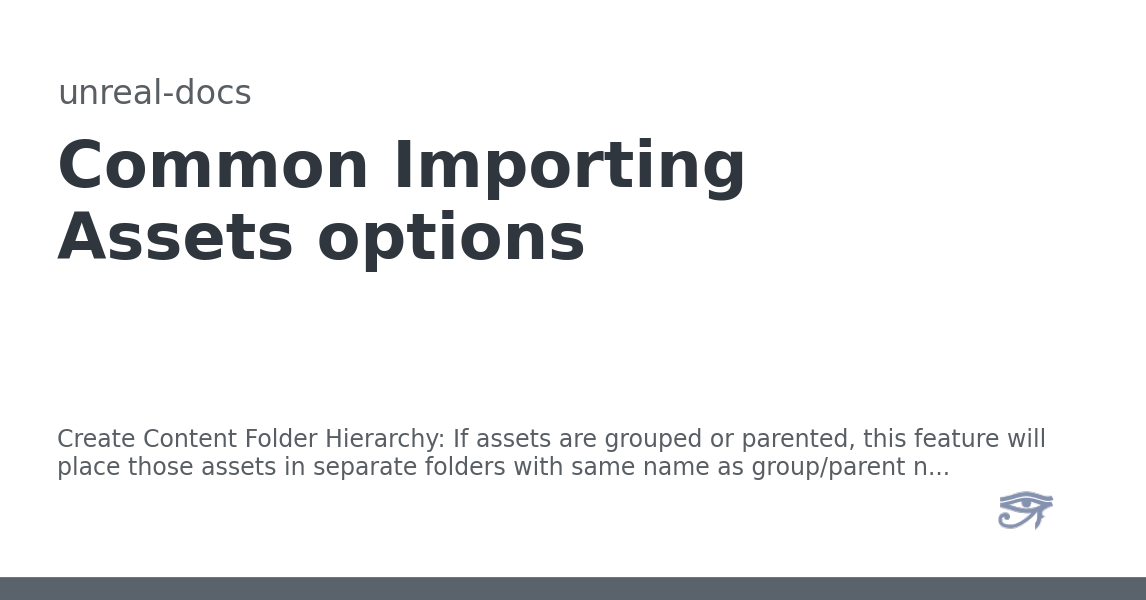 unreal-docs
Common Importing
Assets options
Create Content Folder Hierarchy: If assets are grouped or parented, this feature will
place those assets in separate folders with same name as group/parent n...